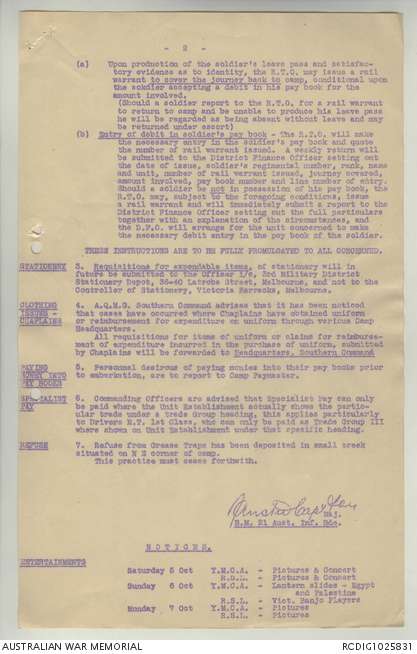 - 2 -
(a) Upon production of the soldier's leave pass and satisfac-
tory evidence as to identity, the R.T.O. may issue a rail
warrant to cover the journey back to camp, conditional upon
the soldier accepting a debit in his pay book for the
amount involved.
(Should a soldier report to the R.T.O. for a rail warrant
to return to camp and be unable to produce his leave pass
he will be regarded as being absent without leave and may
be returned under escort)
(b) Entry of debit in soldier's pay book - The R.T.O. will make
the necessary entry in the soldier's pay book and quote
the number of rail warrant issued. A weekly return will
be submitted to the District Finance Officer setting out
the date of issue, soldier's regimental number, rank, name
and unit, number of rail warrant issued, journey covered,
amount involved, pay book number and line number of entry.
Should a soldier be not in possession of his pay book, the
R.T.O. may, subject to the foregoing conditions, issue
a rail warrant and will immediately submit a report to the
District Finance Officer setting out the full particulars
together with an explanation of the circumstances, and
the D.F.O. will arrange for the unit concerned to make
the necessary debit entry in the pay book of the soldier.
THESE INSTRUCTIONS ARE TO BE FULLY PROMULGATED TO ALL CONCERNED.
STATIONERY 3. Requisitions for expendable items, of stationery will in
future be submitted to the Officer i/c, 3rd Military District
Stationery Depot, 36-40 Latrobe Street, Melbourne, and not to the
Controller of Stationery, Victoria Barracks, Melbourne.
CLOTHING
ISSUES -
CHAPLAINS
4. A.Q.M.G. Southern Command advises that it has been noticed
that cases have occurred where Chaplains have obtained uniform
or reimbursement for expenditure on uniform through various Camp
Headquarters.
All requisitions for items of uniform or claims for reimburse-
ment of expenditure insurred in the purchase of uniform, submitted
by Chaplains will be forwarded to Headquarters, Southern Command
PAYING
MONEY INTO
PAY BOOKS
5. Personnel desirous of paying monies into their pay books prior
to embarkation, are to report to Camp Paymaster.
SPECIALIST
PAY
6. Commanding Officers are advised that Specialist Pay can only
be paid where the Unit Establishment actually shows the partic-
ular trade under a trade Group heading, this applies particularly
to Drivers M.T. 1st Class, who can only be paid as Trade Group III
where shown on Unit Establishment under that specific heading.
REFUSE 7. Refuse from Grease Traps has been deposited in small creek
situated on N E corner of camp.
This practice must cease forthwith.
Maj.
B.M. 21 Aust. Inf. Bde.
NOTICES.
ENTERTAINMENTS
Saturday 5 Oct Y.M.C.A. - Pictures & Concert
R.S.L. - Pictures & Concert
Sunday 6 Oct Y.M.C.A. - Lantern slides - Egypt
and Palestine
R.S.L. - Vict. Banjo Players
Monday 7 Oct Y.M.C.A. - Pictures
R.S.L. - Pictures
AUSTRALIAN WAR MEMORIAL
RCDIG1025831